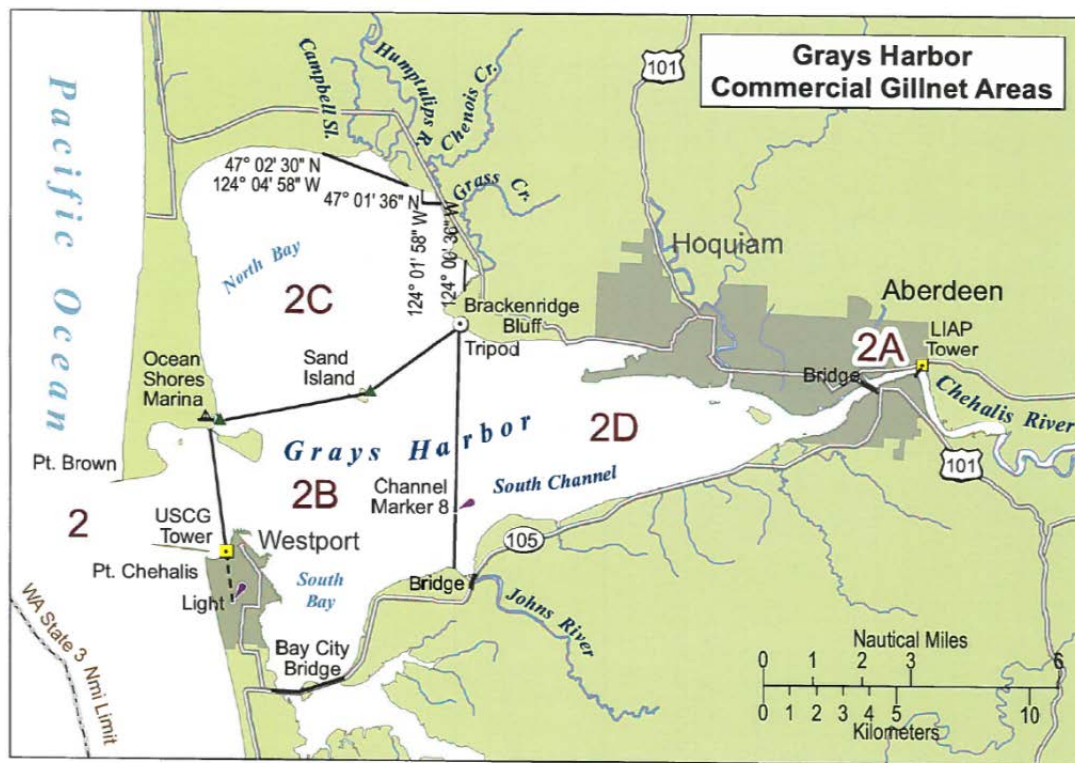 Grays Harbor
Commercial Gillnet Areas
Pacific Ocean
Campbell Sl.
Humptulips R.
Chenois Cr.
Grass Cr.
101
47° 02' 30" N
124° 04' 58" W
47° 01' 36" N
124° 01' 58" W
124° 00' 36" W
North Bay
2C
Hoquiam
Aberdeen
Brackenridge
Bluff
Tripod
LIAP
Tower
2A
Bridge
Chehalis River
Ocean
Shores
Marina
Sand
Island
Grays Harbor
2D
Pt. Brown
2B
Channel
Marker 8
South Channel
101
2
USCG
Tower
Westport
105
Pt. Chehalis
Light
South
Bay
Bridge
Johns River
Bay City
Bridge
WA State 3 Nmi Limit
Nautical Miles
0 1 2 3 6
0 1 2 3 4 5 10
Kilometers